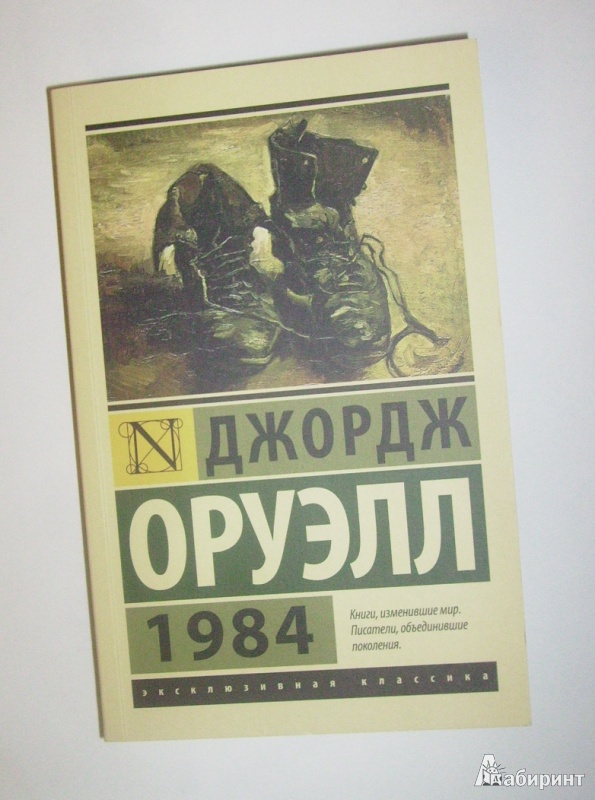 N
ДЖОРДЖ
ОРУЭЛЛ
1984
Книги, изменившие мир.
Писатели, объединившие
поколения.
эксклюзивная классика
Лабиринт